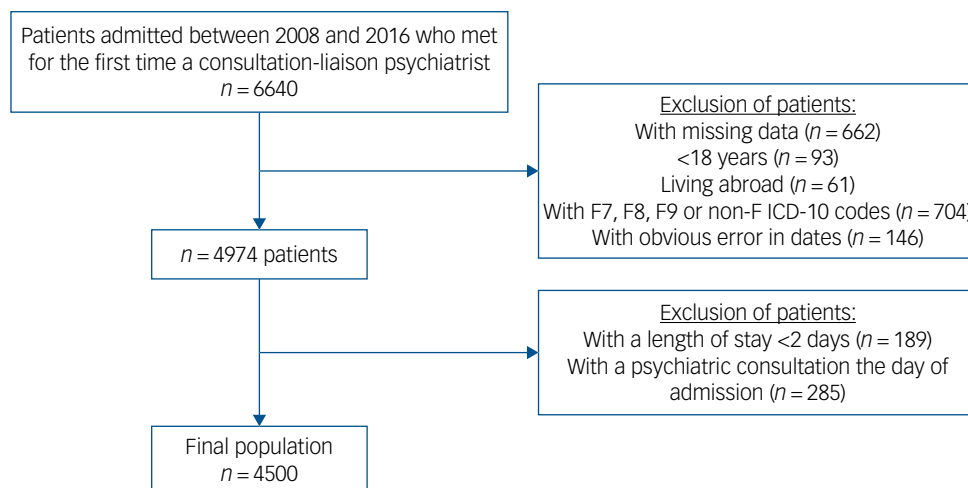 Patients admitted between 2008 and 2016 who met
for the first time a consultation-liaison psychiatrist
n = 6640
Exclusion of patients:
With missing data (n = 662)
<18 years (n = 93)
Living abroad (n = 61)
With F7, F8, F9 or non-F ICD-10 codes (n = 704)
With obvious error in dates (n = 146)
n = 4974 patients
Exclusion of patients:
With a length of stay <2 days (n = 189)
With a psychiatric consultation the day of
admission (n = 285)
Final population
n = 4500